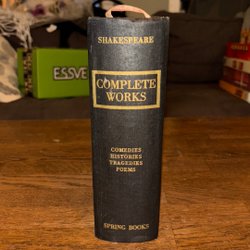 SHAKESPEARE
COMPLETE
WORKS
COMEDIES
HISTORIES
TRAGEDIES
POEMS
SPRING BOOKS
ESSVE